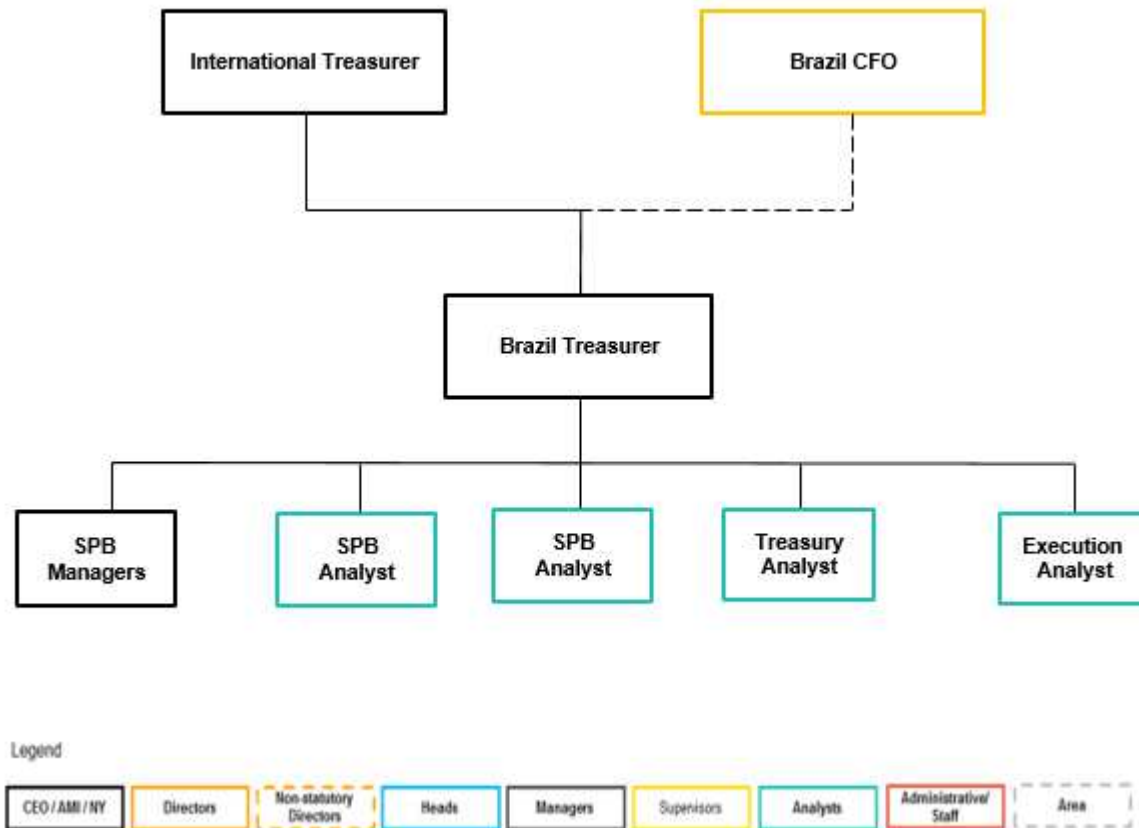 International Treasurer
Brazil CFO
Brazil Treasurer
SPB
Managers
SPB
Analyst
SPB
Analyst
Treasury
Analyst
Execution
Analyst
Legend
CEO / AMI / NY
Directors
Non-statutory
Directors
Heads
Managers
Supervisors
Analysts
Administrative/
Staff
Area